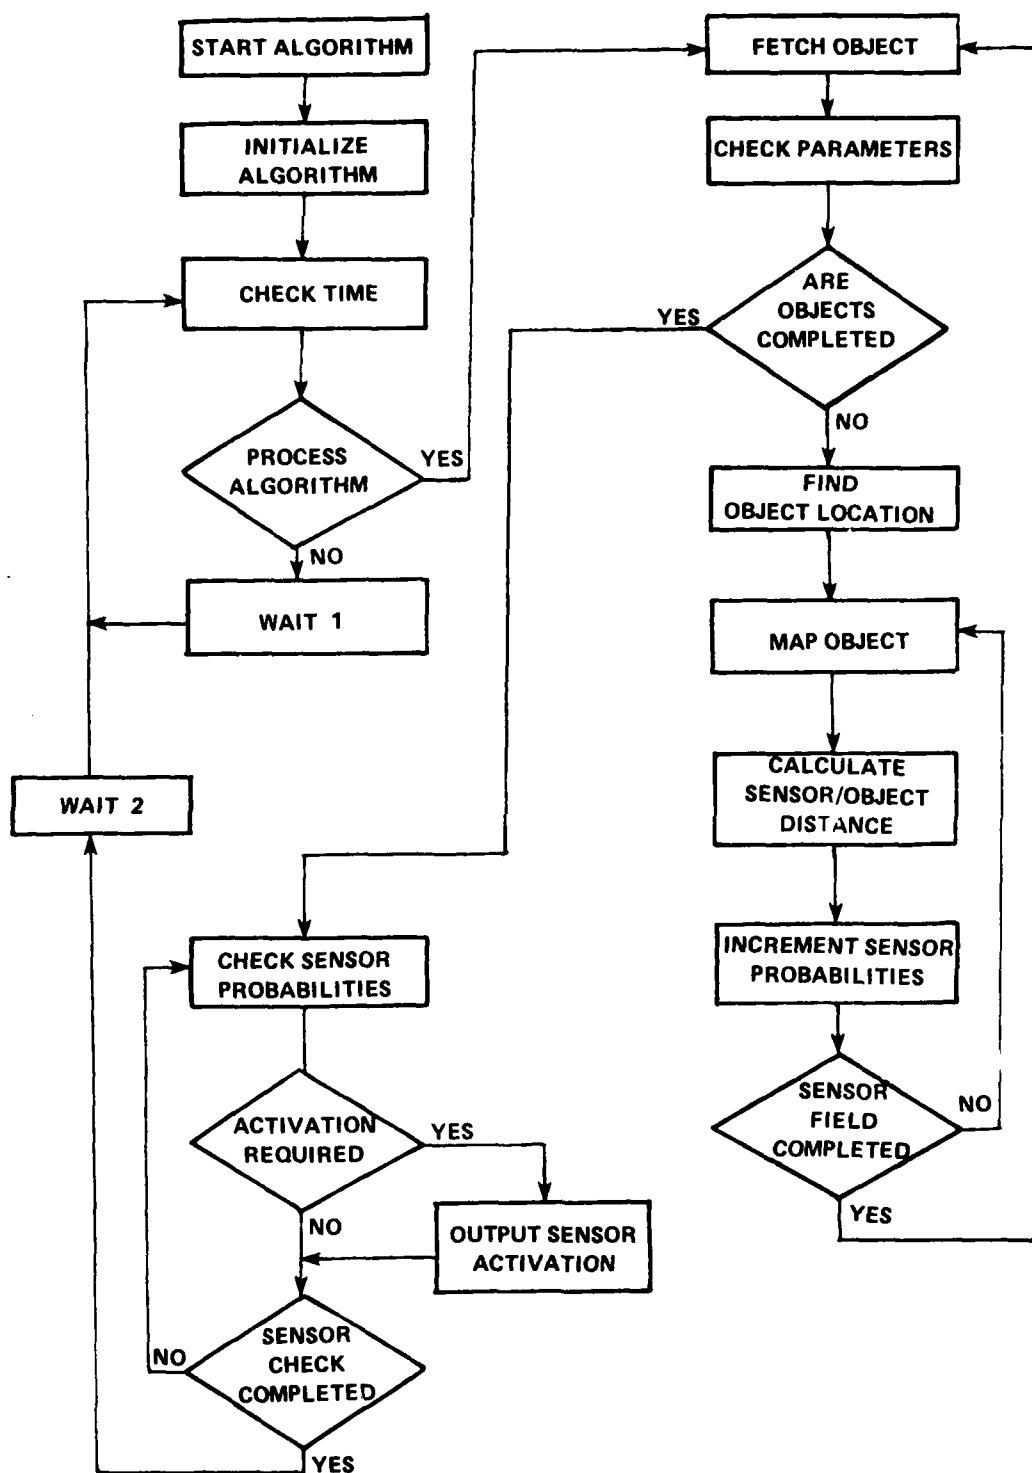 START ALGORITHM
INITIALIZE
ALGORITHM
CHECK TIME
PROCESS
ALGORITHM
YES
NO
WAIT 1
WAIT 2
FETCH OBJECT
CHECK PARAMETERS
ARE
OBJECTS
COMPLETED
YES
NO
FIND
OBJECT LOCATION
MAP OBJECT
CALCULATE
SENSOR/OBJECT
DISTANCE
INCREMENT SENSOR
PROBABILITIES
SENSOR
FIELD
COMPLETED
NO
YES
CHECK SENSOR
PROBABILITIES
ACTIVATION
REQUIRED
YES
NO
OUTPUT SENSOR
ACTIVATION
SENSOR
CHECK
COMPLETED
NO
YES